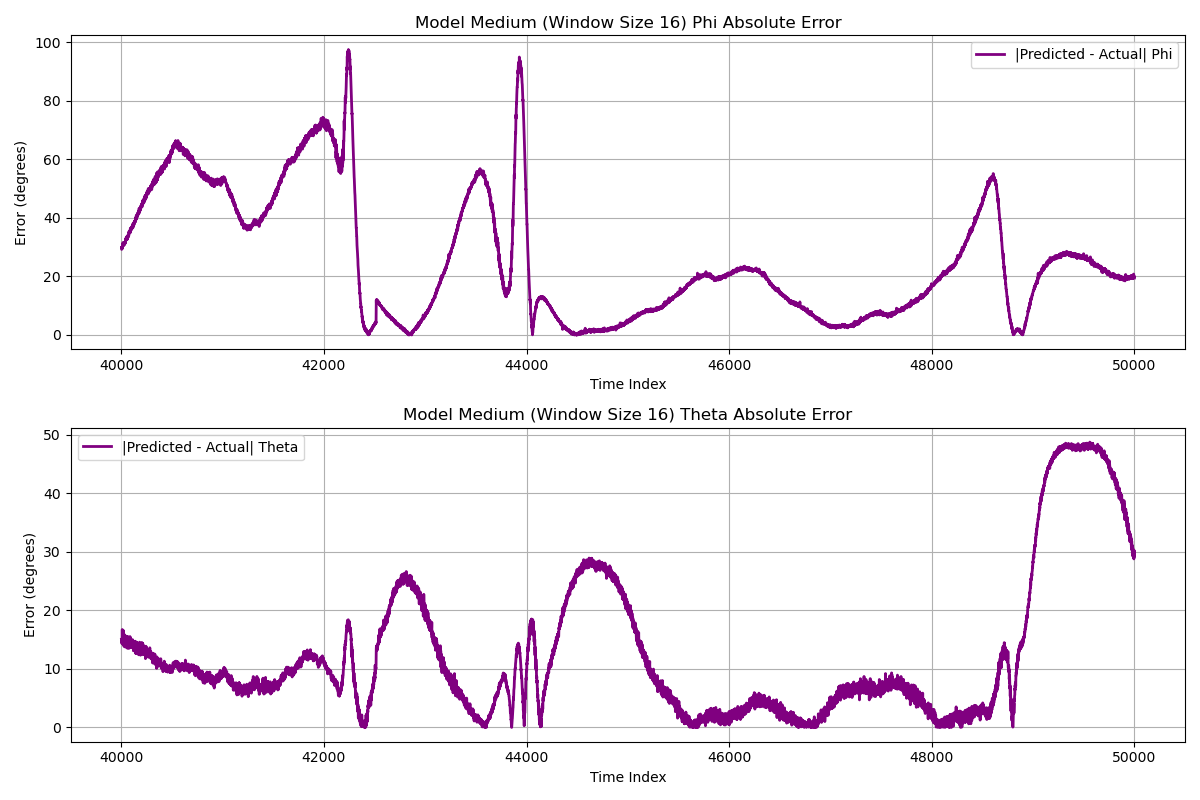 Model Medium (Window Size 16) Phi Absolute Error
100
80
60
40
20
0
Error (degrees)
|Predicted - Actual| Phi
40000 42000 44000 46000 48000 50000
Time Index
Model Medium (Window Size 16) Theta Absolute Error
50
40
30
20
10
0
Error (degrees)
|Predicted - Actual| Theta
40000 42000 44000 46000 48000 50000
Time Index